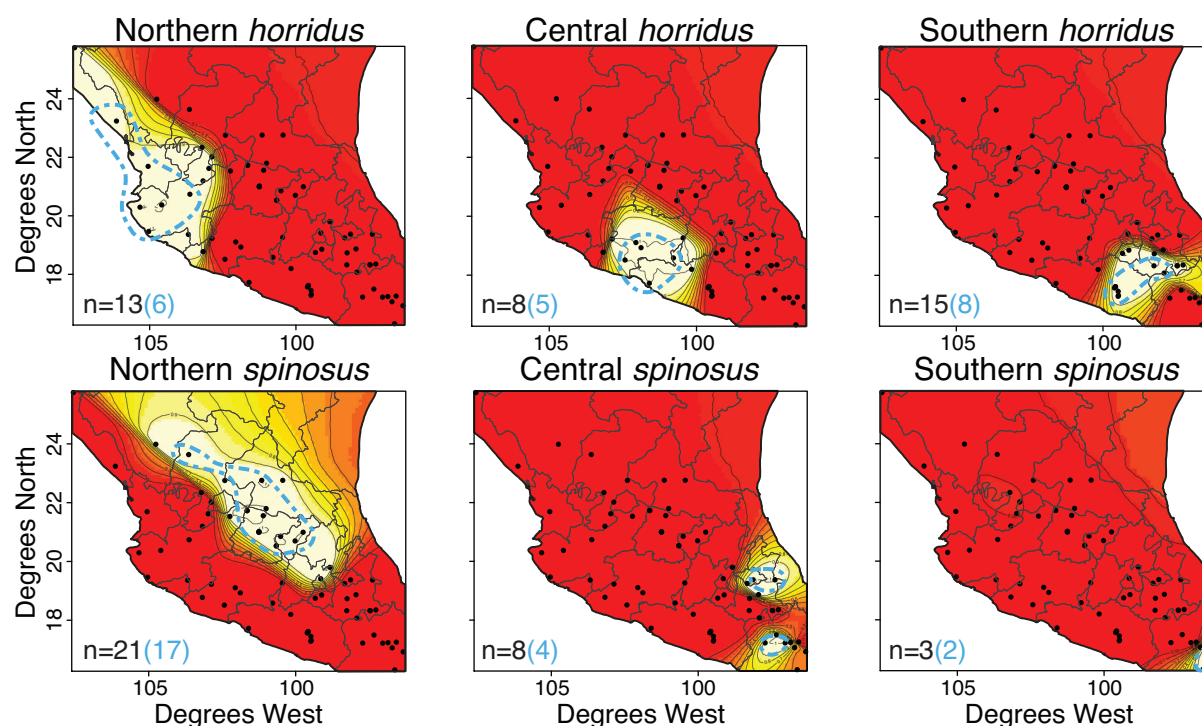 Northern horridus
Central horridus
Southern horridus
Degrees North
24
22
20
18
n=13(6)
n=8(5)
n=15(8)
105
100
105
100
105
100
Northern spinosus
Central spinosus
Southern spinosus
Degrees North
24
22
20
18
n=21(17)
n=8(4)
n=3(2)
105
100
105
100
105
100
Degrees West
Degrees West
Degrees West